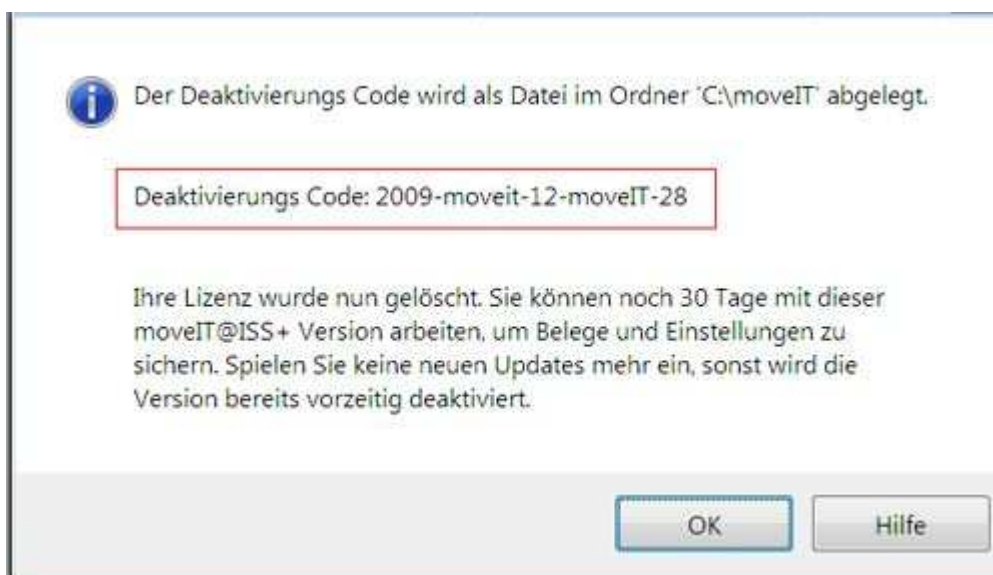 Der Deaktivierungs Code wird als Datei im Ordner 'C:\moveIT' abgelegt.
Deaktivierungs Code: 2009-moveit-12-moveIT-28
Ihre Lizenz wurde nun gelöscht. Sie können noch 30 Tage mit dieser
moveIT@ISS+ Version arbeiten, um Belege und Einstellungen zu
sichern. Spielen Sie keine neuen Updates mehr ein, sonst wird die
Version bereits vorzeitig deaktiviert.
OK
Hilfe